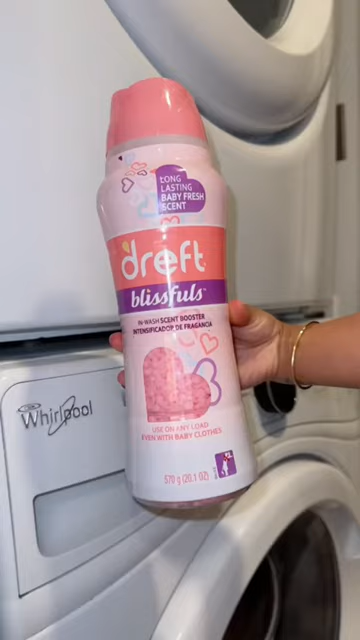 LONG
LASTING
BABY FRESH
SCENT
dreft
blissfuls
IN-WASH SCENT BOOSTER
INTENSIFICADOR DE FRAGANCIA
USE ON ANY LOAD
EVEN WITH BABY CLOTHES
570 g (20.1 OZ)
Whirlpool